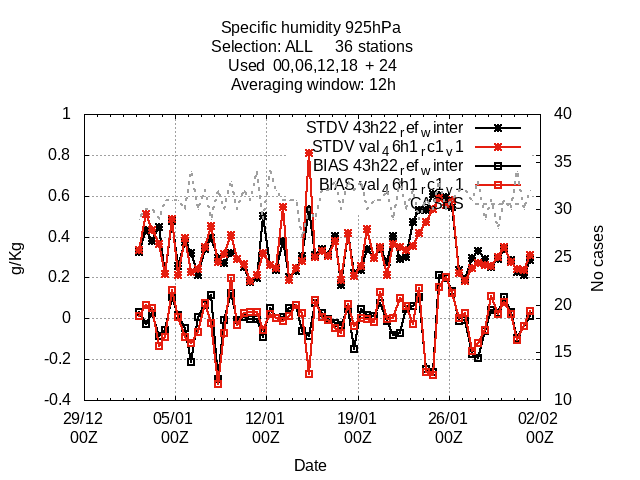 Specific humidity 925hPa
Selection: ALL 36 stations
Used 00,06,12,18 + 24
Averaging window: 12h
STDV 43h22_ref_winter
STDV val_46h1_rc1_v1
BIAS 43h22_ref_winter
BIAS val_46h1_rc1_v1
CASES
1
0.8
0.6
0.4
0.2
0
-0.2
-0.4
g/Kg
40
35
30
25
20
15
10
No cases
29/12 05/01 12/01 19/01 26/01 02/02
00Z 00Z 00Z 00Z 00Z 00Z
Date